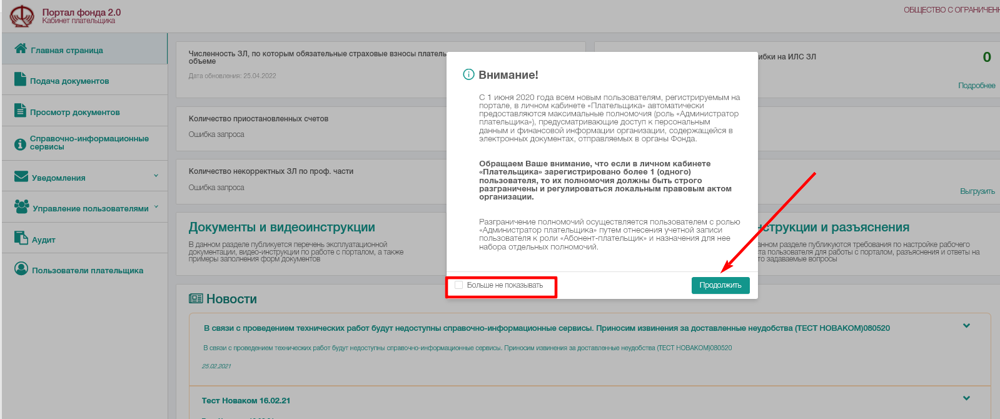 Портал фонда 2.0
Кабинет плательщика
ОБЩЕСТВО С ОГРАНИЧЕН
Главная страница
Подача документов
Просмотр документов
Справочно-информационные
сервисы
Уведомления
Управление пользователями
Аудит
Пользователи плательщика
Численность ЗЛ, по которым обязательные страховые взносы платель
объеме
Дата обновления: 25.04.2022
ибки на ИЛС ЗЛ
0
Подробнее
Количество приостановленных счетов
Ошибка запроса
Количество некорректных ЗЛ по проф. части
Ошибка запроса
Выгрузить
Внимание!
С 1 июня 2020 года всем новым пользователям, регистрируемым на
портале, в личном кабинете «Плательщика» автоматически
предоставляются максимальные полномочия (роль «Администратор
плательщика»), предусматривающие доступ к персональным
данным и финансовой информации организации, содержащейся в
электронных документах, отправляемых в органы Фонда.
Обращаем Ваше внимание, что если в личном кабинете
«Плательщика» зарегистрировано более 1 (одного)
пользователя, то их полномочия должны быть строго
разграничены и регулироваться локальным правовым актом
организации.
Разграничение полномочий осуществляется пользователем с ролью
«Администратор плательщика» путем отнесения учетной записи
пользователя к роли «Абонент-плательщик» и назначения для нее
набора отдельных полномочий.
Больше не показывать
Продолжить
Документы и видеоинструкции
В данном разделе публикуется перечень эксплуатационной
документации, видео-инструкции по работе с порталом, а также
примеры заполнения форм документов
струкции и разъяснения
анном разделе публикуются требования по настройке рабочего
ста пользователя для работы с порталом, разъяснения и ответы на
то задаваемые вопросы
Новости
В связи с проведением технических работ будут недоступны справочно-информационные сервисы. Приносим извинения за доставленные неудобства (ТЕСТ НОВАКОМ)080520
В связи с проведением технических работ будут недоступны справочно-информационные сервисы. Приносим извинения за доставленные неудобства (ТЕСТ НОВАКОМ)080520
25.02.2021
Тест Новаком 16.02.21